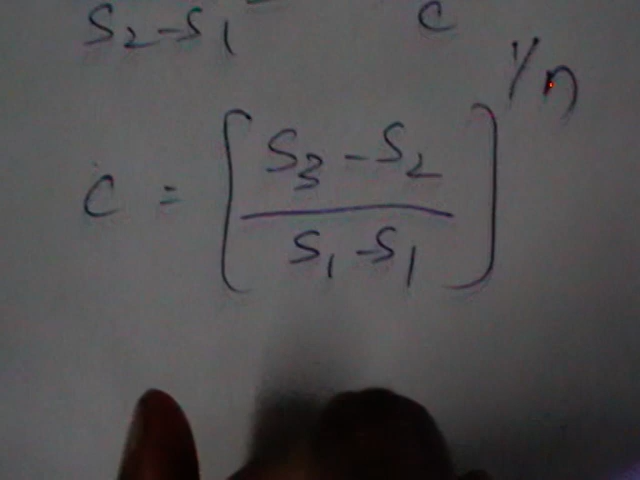 S2-S1 C
C = [(S3-S2)/(S1-S1)]^1/n